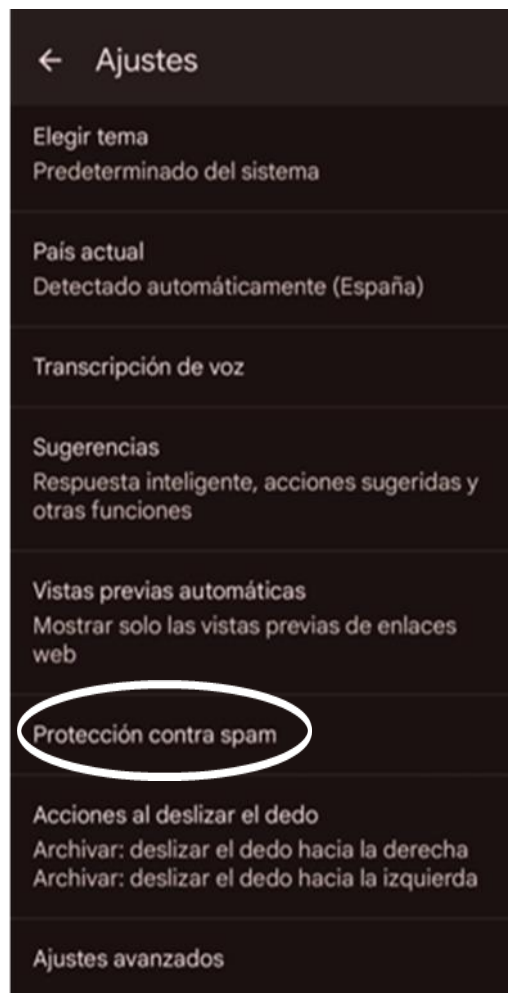 Ajustes
Elegir tema
Predeterminado del sistema
País actual
Detectado automáticamente (España)
Transcripción de voz
Sugerencias
Respuesta inteligente, acciones sugeridas y
otras funciones
Vistas previas automáticas
Mostrar solo las vistas previas de enlaces
web
Protección contra spam
Acciones al deslizar el dedo
Archivar: deslizar el dedo hacia la derecha
Archivar: deslizar el dedo hacia la izquierda
Ajustes avanzados